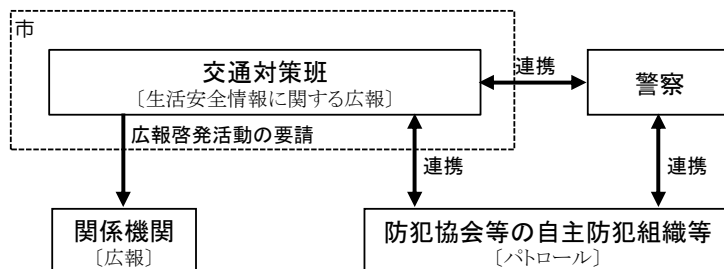 市
交通対策班
〔生活安全情報に関する広報〕
連携
警察
広報啓発活動の要請
連携
連携
関係機関
〔広報〕
防犯協会等の自主防犯組織等
〔パトロール〕